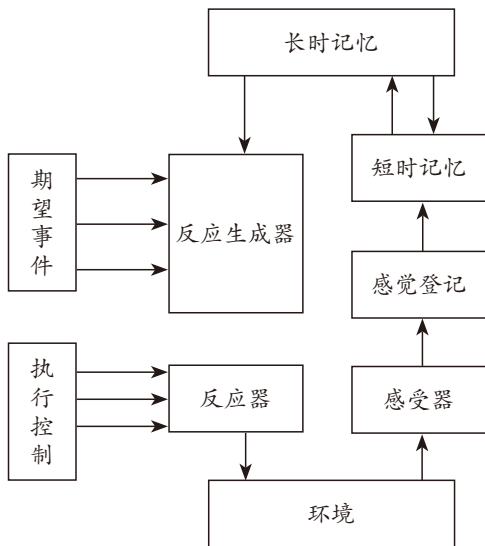 长时记忆
短时记忆
期望事件
反应生成器
感觉登记
执行控制
反应器
感受器
环境